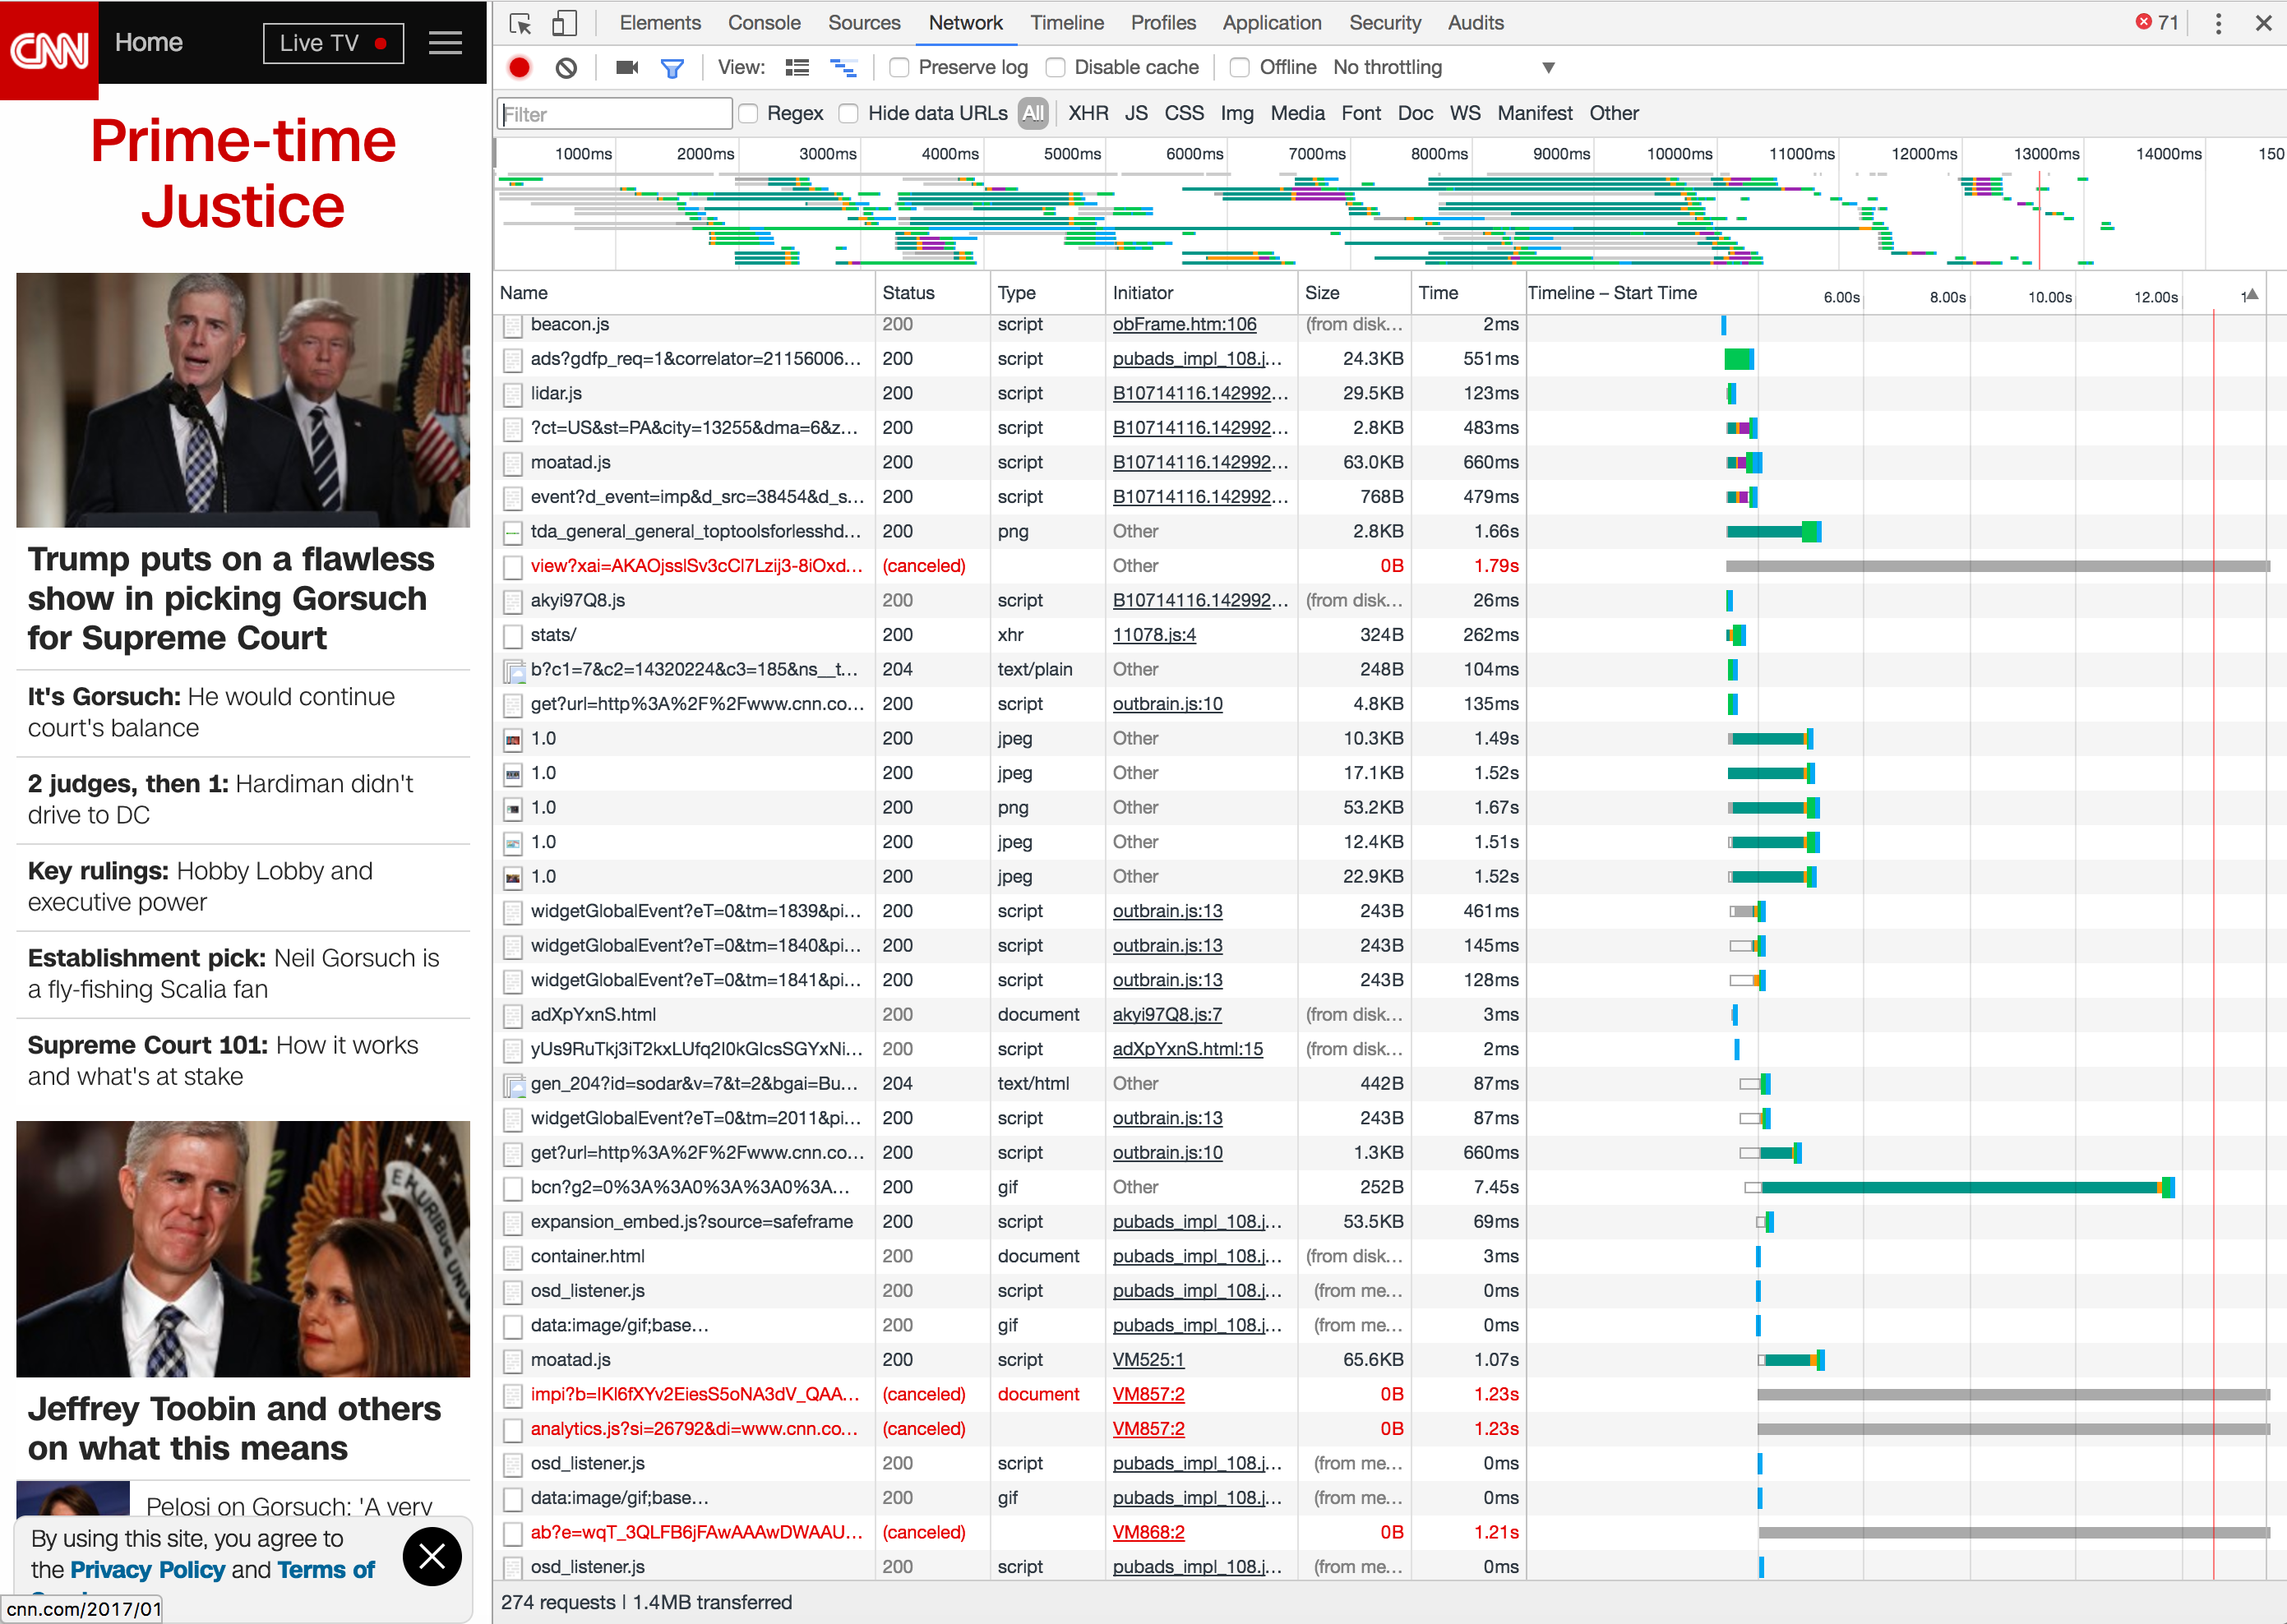 CNN
Home
Live TV
Prime-time
Justice
Trump puts on a flawless
show in picking Gorsuch
for Supreme Court
It's Gorsuch: He would continue
court's balance
2 judges, then 1: Hardiman didn't
drive to DC
Key rulings: Hobby Lobby and
executive power
Establishment pick: Neil Gorsuch is
a fly-fishing Scalia fan
Supreme Court 101: How it works
and what's at stake
Jeffrey Toobin and others
on what this means
Pelosi on Gorsuch: 'A very
By using this site, you agree to
the Privacy Policy and Terms of
cnn.com/2017/01
Elements Console Sources Network Timeline Profiles Application Security Audits 71
View: Preserve log Disable cache Offline No throttling
Filter Regex Hide data URLs All XHR JS CSS Img Media Font Doc WS Manifest Other
1000ms 2000ms 3000ms 4000ms 5000ms 6000ms 7000ms 8000ms 9000ms 10000ms 11000ms 12000ms 13000ms 14000ms 150
Name Status Type Initiator Size Time Timeline – Start Time 6.00s 8.00s 10.00s 12.00s 1
beacon.js 200 script obFrame.htm:106 (from disk... 2ms
ads?gdfp_req=1&correlator=21156006... 200 script pubads_impl_108.j... 24.3KB 551ms
lidar.js 200 script B10714116.142992... 29.5KB 123ms
?ct=US&st=PA&city=13255&dma=6&z... 200 script B10714116.142992... 2.8KB 483ms
moatad.js 200 script B10714116.142992... 63.0KB 660ms
event?d_event=imp&d_src=38454&d_s... 200 script B10714116.142992... 768B 479ms
tda_general_general_toptoolsforlesshd... 200 png Other 2.8KB 1.66s
view?xai=AKAOjsslSv3cCl7Lzij3-8iOxd... (canceled) Other 0B 1.79s
akyi97Q8.js 200 script B10714116.142992... (from disk... 26ms
stats/ 200 xhr 11078.js:4 324B 262ms
b?c1=7&c2=14320224&c3=185&ns__t... 204 text/plain Other 248B 104ms
get?url=http%3A%2F%2Fwww.cnn.co... 200 script outbrain.js:10 4.8KB 135ms
1.0 200 jpeg Other 10.3KB 1.49s
1.0 200 jpeg Other 17.1KB 1.52s
1.0 200 png Other 53.2KB 1.67s
1.0 200 jpeg Other 12.4KB 1.51s
1.0 200 jpeg Other 22.9KB 1.52s
widgetGlobalEvent?eT=0&tm=1839&pi... 200 script outbrain.js:13 243B 461ms
widgetGlobalEvent?eT=0&tm=1840&pi... 200 script outbrain.js:13 243B 145ms
widgetGlobalEvent?eT=0&tm=1841&pi... 200 script outbrain.js:13 243B 128ms
adXpYxnS.html 200 document akyi97Q8.js:7 (from disk... 3ms
yUs9RuTkj3iT2kxLUfq2l0kGlcsSGYxNi... 200 script adXpYxnS.html:15 (from disk... 2ms
gen_204?id=sodar&v=7&t=2&bgai=Bu... 204 text/html Other 442B 87ms
widgetGlobalEvent?eT=0&tm=2011&pi... 200 script outbrain.js:13 243B 87ms
get?url=http%3A%2F%2Fwww.cnn.co... 200 script outbrain.js:10 1.3KB 660ms
bcn?g2=0%3A%3A0%3A%3A0%3A... 200 gif Other 252B 7.45s
expansion_embed.js?source=safeframe 200 script pubads_impl_108.j... 53.5KB 69ms
container.html 200 document pubads_impl_108.j... (from disk... 3ms
osd_listener.js 200 script pubads_impl_108.j... (from me... 0ms
data:image/gif;base... 200 gif pubads_impl_108.j... (from me... 0ms
moatad.js 200 script VM525:1 65.6KB 1.07s
impi?b=lKl6fXYv2EiesS5oNA3dV_QAA... (canceled) document VM857:2 0B 1.23s
analytics.js?si=26792&di=www.cnn.co... (canceled) VM857:2 0B 1.23s
osd_listener.js 200 script pubads_impl_108.j... (from me... 0ms
data:image/gif;base... 200 gif pubads_impl_108.j... (from me... 0ms
ab?e=wqT_3QLFB6jFAwAAAwDWAAU... (canceled) VM868:2 0B 1.21s
osd_listener.js 200 script pubads_impl_108.j... (from me... 0ms
274 requests | 1.4MB transferred